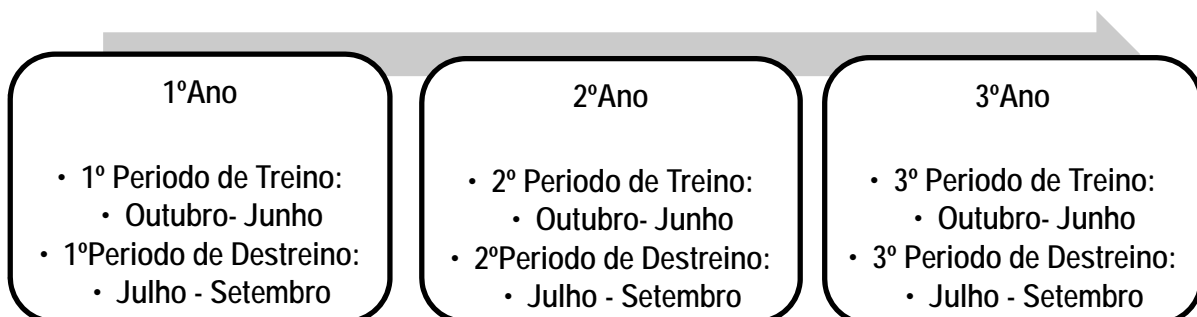 1ºAno
• 1º Periodo de Treino:
• Outubro- Junho
• 1ºPeriodo de Destreino:
• Julho - Setembro
2ºAno
• 2º Periodo de Treino:
• Outubro- Junho
• 2ºPeriodo de Destreino:
• Julho - Setembro
3ºAno
• 3º Periodo de Treino:
• Outubro- Junho
• 3º Periodo de Destreino:
• Julho - Setembro